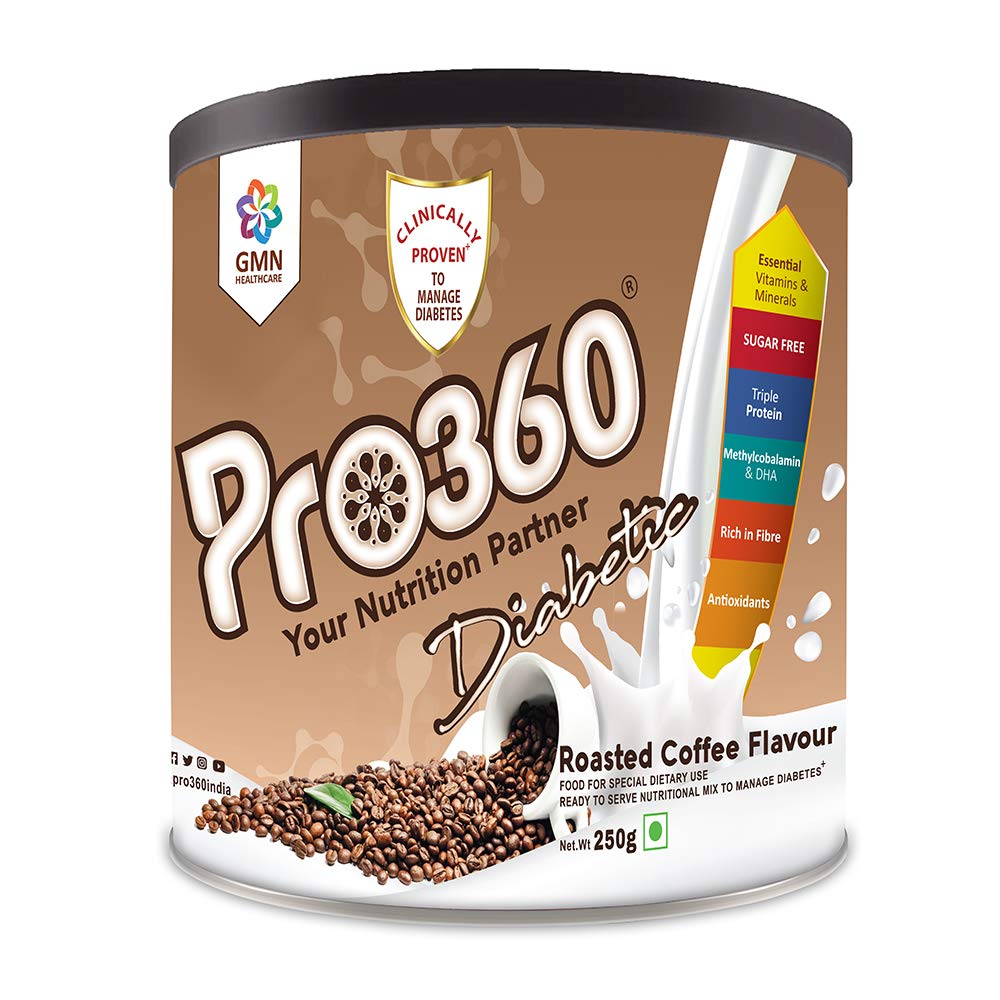 GMN
HEALTHCARE
CLINICALLY
PROVEN+
TO
MANAGE
DIABETES
Essential
Vitamins &
Minerals
SUGAR FREE
Triple
Protein
Methylcobalamin
& DHA
Rich in Fibre
Antioxidants
Pro360®
Your Nutrition Partner
Diabetic
Roasted Coffee Flavour
FOOD FOR SPECIAL DIETARY USE
READY TO SERVE NUTRITIONAL MIX TO MANAGE DIABETES+
Net.Wt 250g
pro360india